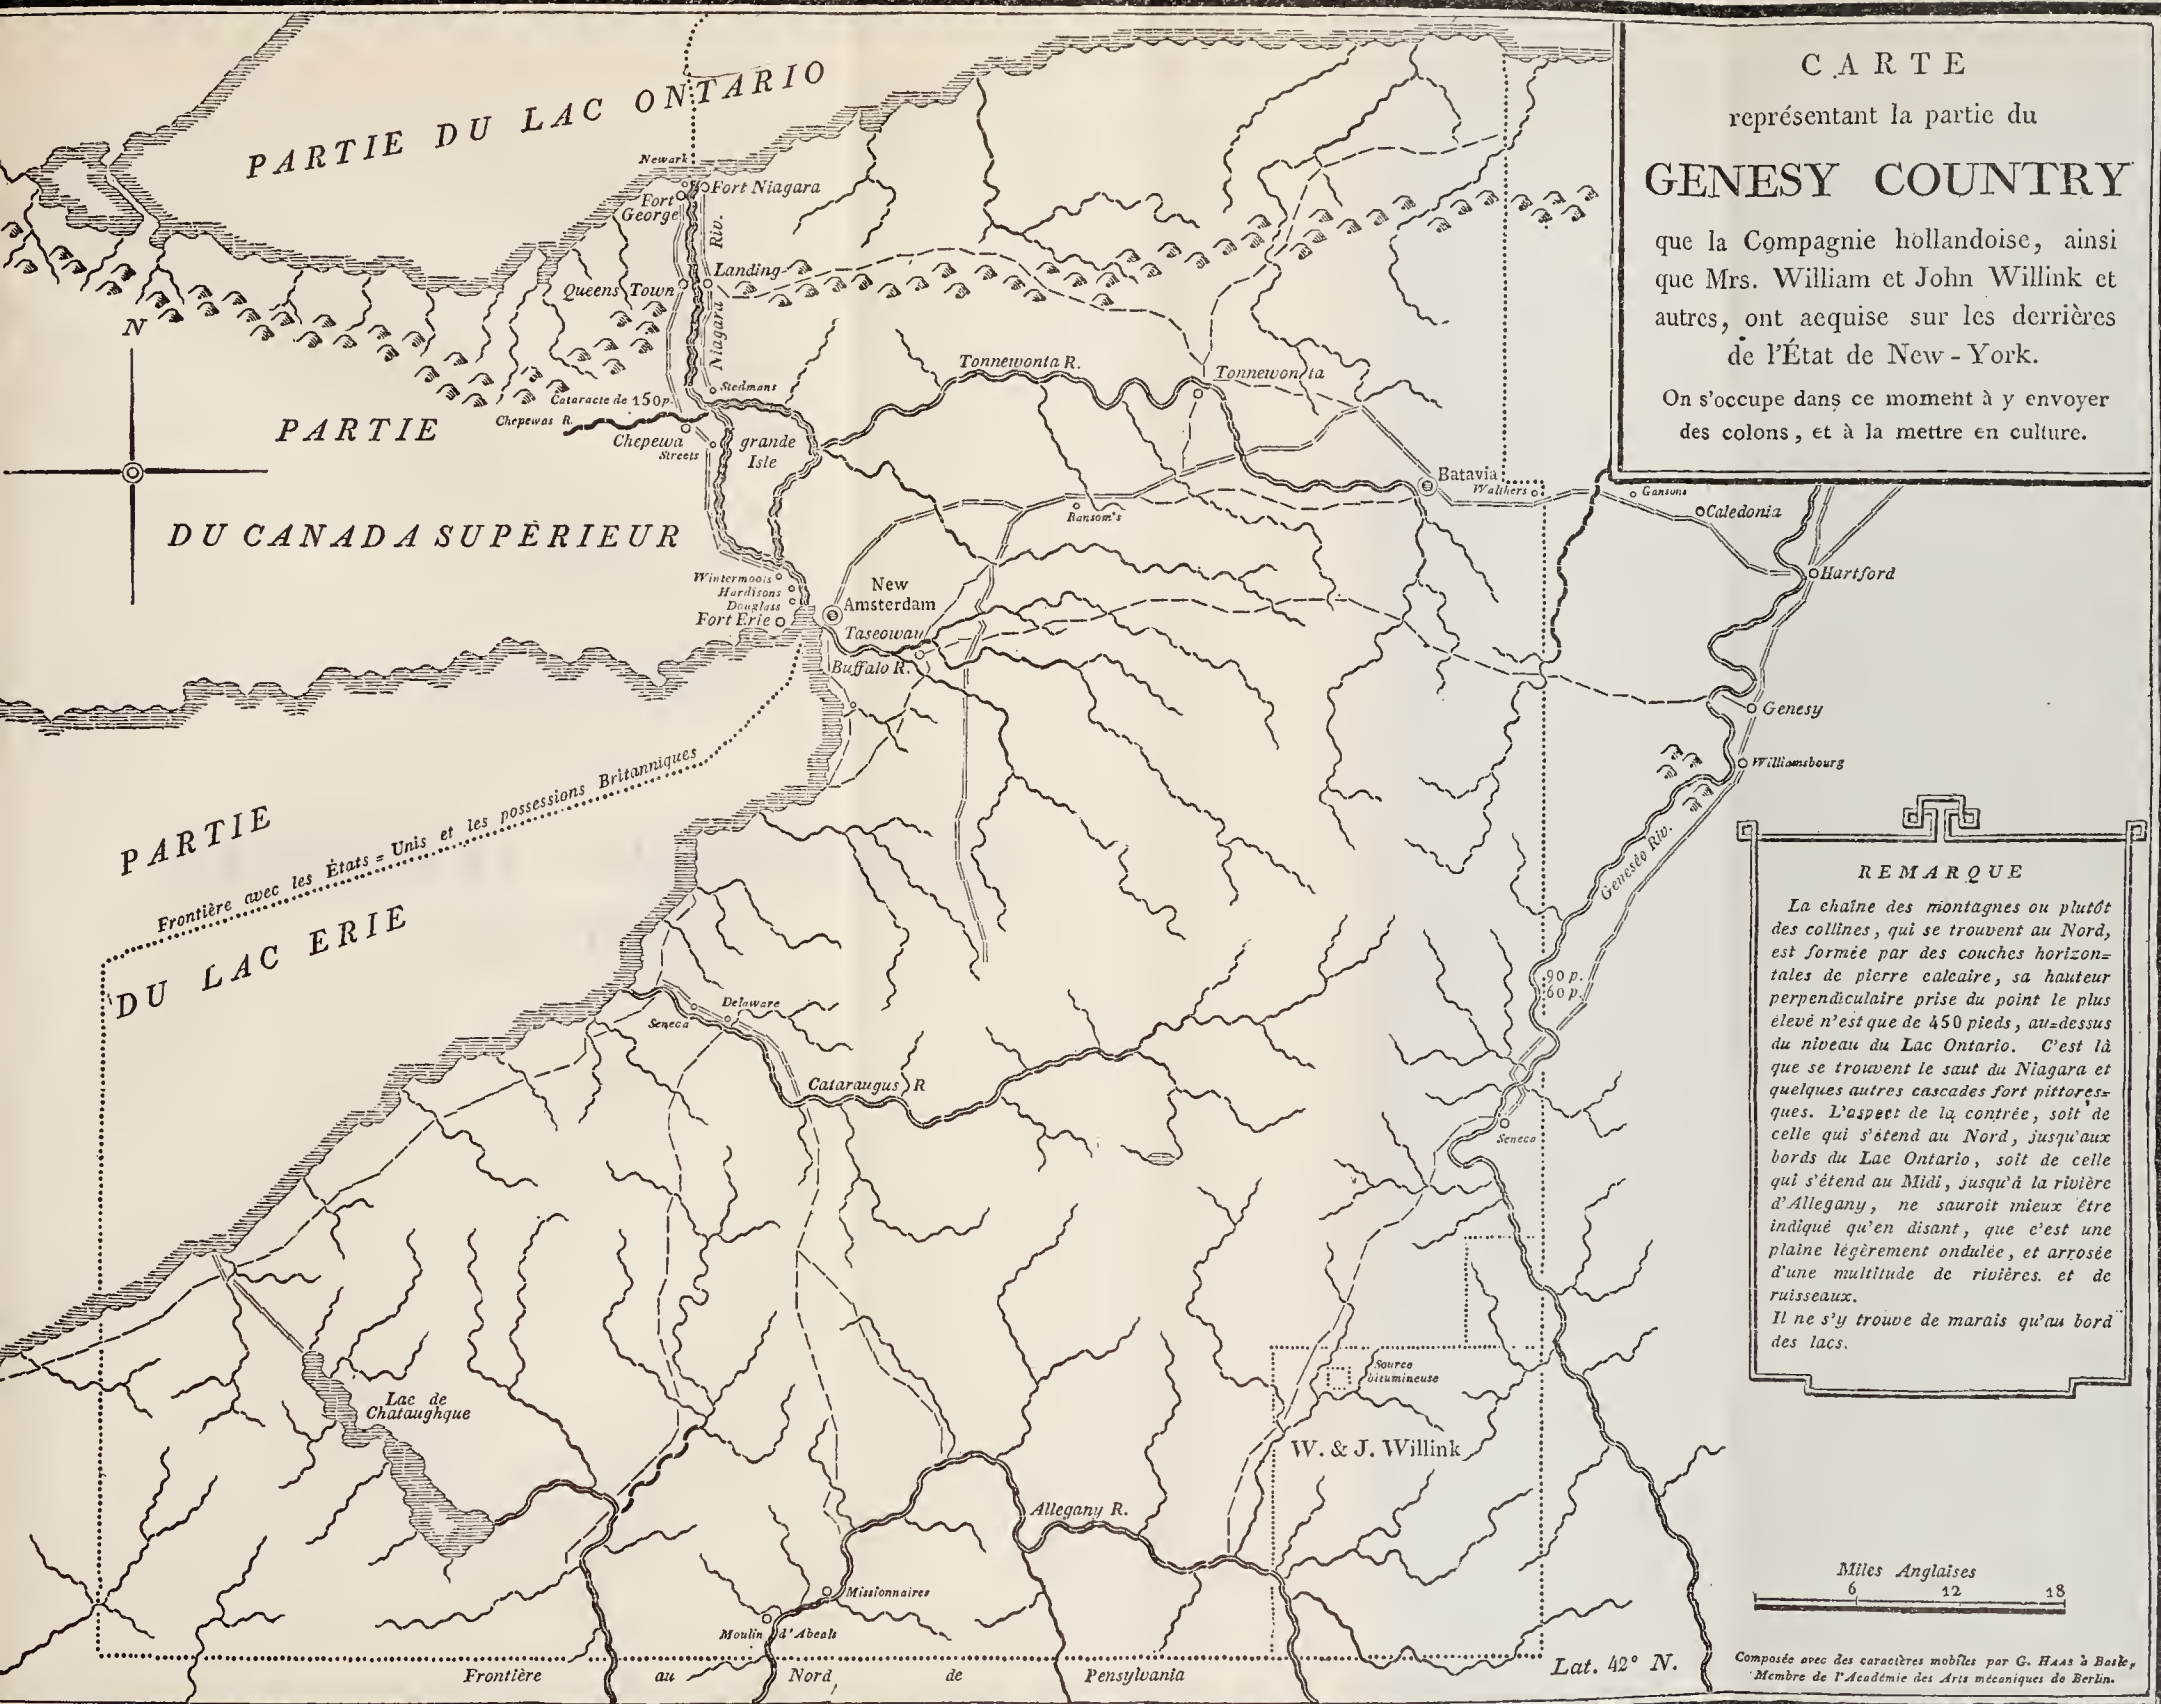 CARTE
représentant la partie du
GENESY COUNTRY
que la Compagnie hollandoise, ainsi
que Mrs. William et John Willink et
autres, ont acquise sur les derrières
de l'État de New-York.
On s'occupe dans ce moment à y envoyer
des colons, et à la mettre en culture.
PARTIE DU LAC ONTARIO
Newark
Fort Niagara
Fort
George
Niagara Riv.
Landing
Queens Town
N
Stedmans
Cataracte de 150p.
Chepewas R.
Chepewa
Streets
grande
Isle
Tonnewonta R.
Tonnewonta
PARTIE
DU CANADA SUPÉRIEUR
Batavia
Walthers
Gansons
Caledonia
Ransom's
Hartford
Wintermoots
Hardisons
Douglass
Fort Erie
New
Amsterdam
Taseoway
Buffalo R.
Genesy
Williamsbourg
Geneséo Riv.
PARTIE
Frontière avec les États=Unis et les possessions Britanniques
DU LAC ERIE
90 p.
60 p.
Delaware
Seneca
Cataraugus R
Seneca
Source
bitumineuse
Lac de
Chataughque
W. & J. Willink
Allegany R.
Missionnaires
Moulin d'Abeals
Frontière au Nord, de Pensylvania
Lat. 42° N.
REMARQUE
La chaîne des montagnes ou plutôt
des collines, qui se trouvent au Nord,
est formée par des couches horizon=
tales de pierre calcaire, sa hauteur
perpendiculaire prise du point le plus
élevé n'est que de 450 pieds, au=dessus
du niveau du Lac Ontario. C'est là
que se trouvent le saut du Niagara et
quelques autres cascades fort pittores=
ques. L'aspect de la contrée, soit de
celle qui s'étend au Nord, jusqu'aux
bords du Lac Ontario, soit de celle
qui s'étend au Midi, jusqu'à la rivière
d'Allegany, ne sauroit mieux être
indiqué qu'en disant, que c'est une
plaine légèrement ondulée, et arrosée
d'une multitude de rivières. et de
ruisseaux.
Il ne s'y trouve de marais qu'au bord
des lacs.
Miles Anglaises
6 12 18
Composée avec des caractères mobiles par G. HAAS à Basle,
Membre de l'Académie des Arts mécaniques de Berlin.